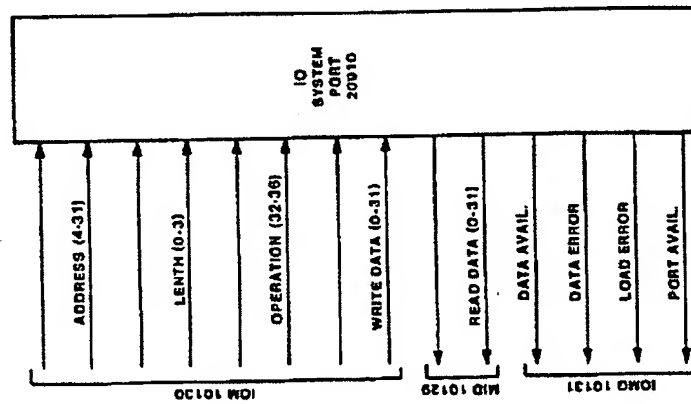 IO
SYSTEM
PORT
20910
ADDRESS (4-31)
LENTH (0-3)
OPERATION (32-36)
WRITE DATA (0-31)
READ DATA (0-31)
DATA AVAIL.
DATA ERROR
LOAD ERROR
PORT AVAIL.
IOM 10130
MID 10129
IOMC 10131